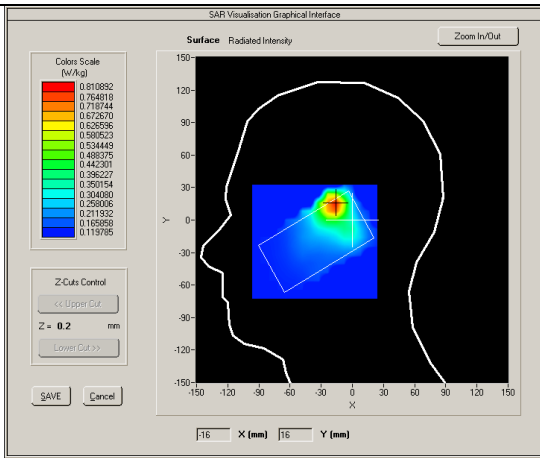 SAR Visualisation Graphical Interface
Surface Radiated Intensity
Zoom In/Out
Colors Scale
(W/kg)
0.810892
0.764818
0.718744
0.672670
0.626596
0.580523
0.534449
0.488375
0.442301
0.396227
0.350154
0.304080
0.258006
0.211932
0.165858
0.119785
Z-Cuts Control
<< Upper Cut
Z = 0.2 mm
Lower Cut >>
SAVE Cancel
150
120
90
60
30
0
-30
-60
-90
-120
-150
Y
-150 -120 -90 -60 -30 0 30 60 90 120 150
X
-16 X (mm) 16 Y (mm)